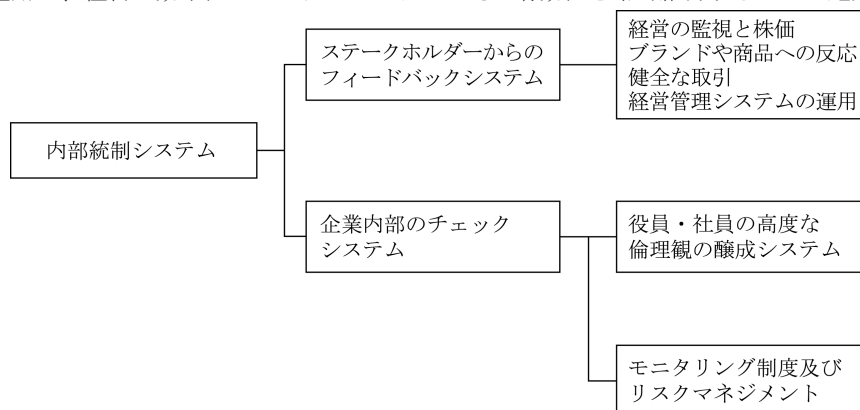 ステークホルダーからの
フィードバックシステム
経営の監視と株価
ブランドや商品への反応
健全な取引
経営管理システムの運用
内部統制システム
企業内部のチェック
システム
役員・社員の高度な
倫理観の醸成システム
モニタリング制度及び
リスクマネジメント